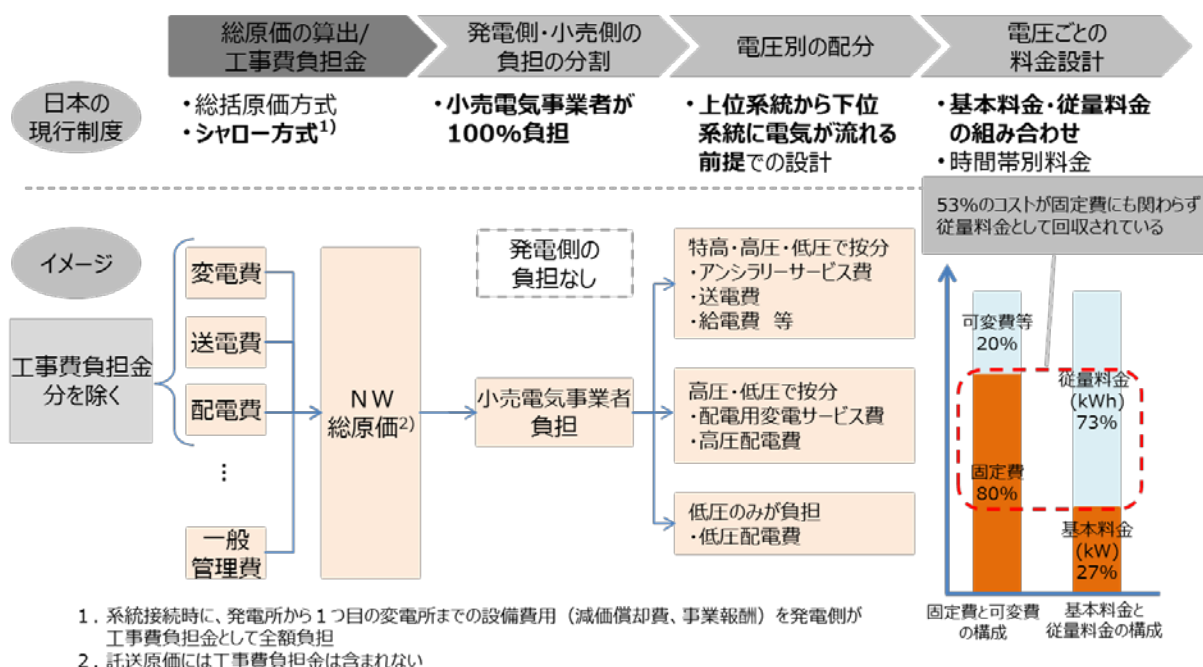 総原価の算出/
工事費負担金
発電側・小売側の
負担の分割
電圧別の配分
電圧ごとの
料金設計
日本の
現行制度
・総括原価方式
・シャロー方式1)
・小売電気事業者が
100%負担
・上位系統から下位
系統に電気が流れる
前提での設計
・基本料金・従量料金
の組み合わせ
・時間帯別料金
53%のコストが固定費にも関わらず
従量料金として回収されている
イメージ
工事費負担金
分を除く
変電費
送電費
配電費
⋮
一般
管理費
NW
総原価2)
発電側の
負担なし
小売電気事業者
負担
特高・高圧・低圧で按分
・アンシラリーサービス費
・送電費
・給電費 等
高圧・低圧で按分
・配電用変電サービス費
・高圧配電費
低圧のみが負担
・低圧配電費
可変費等
20%
固定費
80%
従量料金
(kWh)
73%
基本料金
(kW)
27%
固定費と可変費
の構成
基本料金と
従量料金の構成
1. 系統接続時に、発電所から1つ目の変電所までの設備費用（減価償却費、事業報酬）を発電側が
工事費負担金として全額負担
2. 託送原価には工事費負担金は含まれない